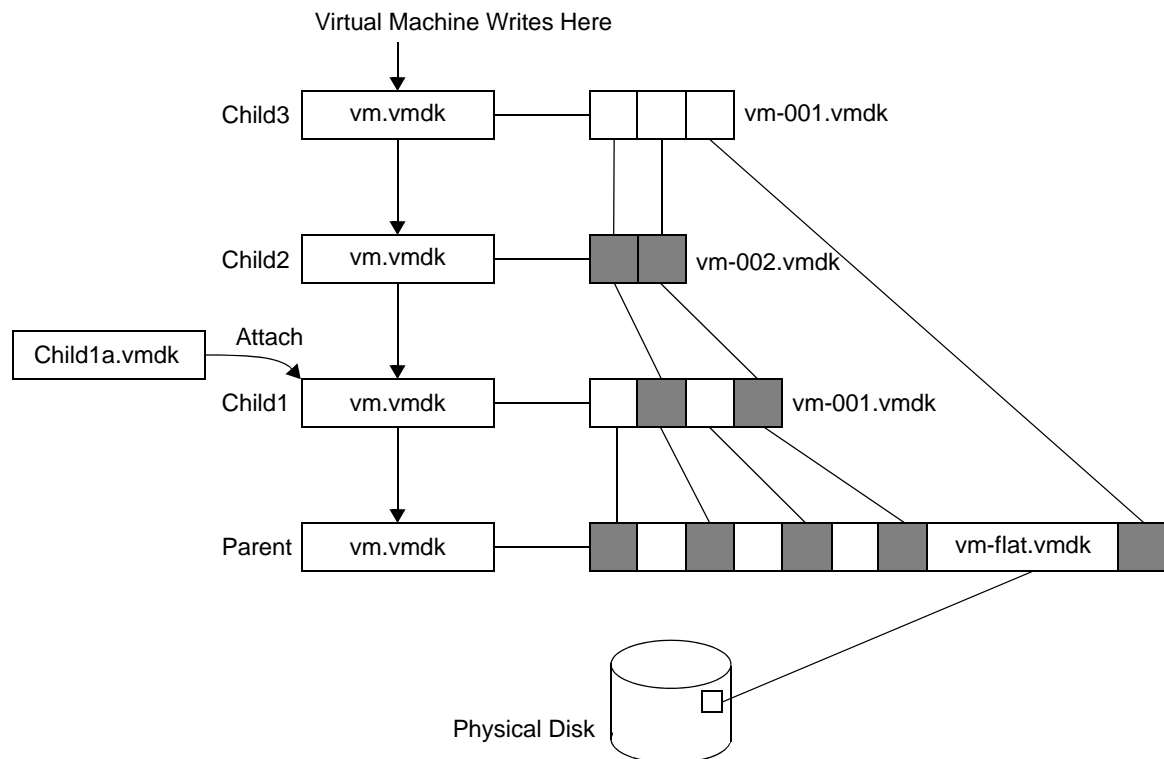 Virtual Machine Writes Here
Child3
vm.vmdk
vm-001.vmdk
Child2
vm.vmdk
vm-002.vmdk
Attach
Child1a.vmdk
Child1
vm.vmdk
vm-001.vmdk
Parent
vm.vmdk
vm-flat.vmdk
Physical Disk